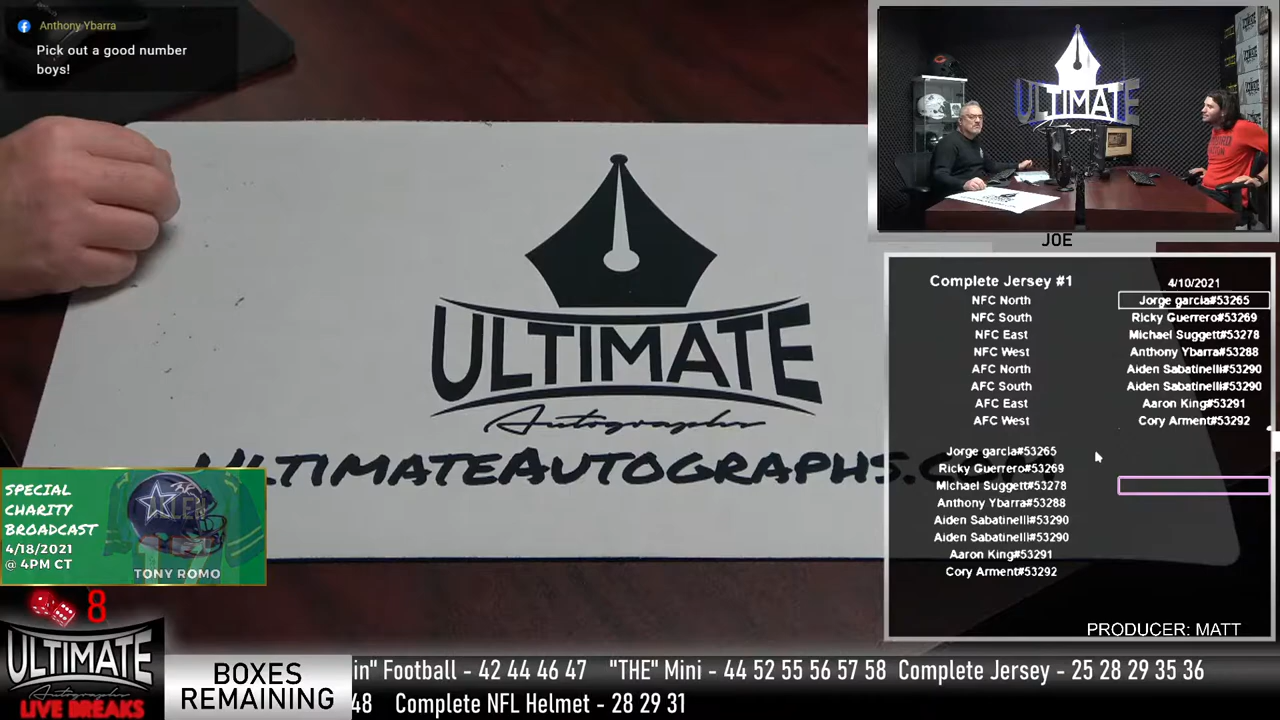 Anthony Ybarra
Pick out a good number
boys!
ULTIMATE
Autographs
ULTIMATEAUTOGRAPHS.C
ULTIMATE
JOE
Complete Jersey #1 4/10/2021
NFC North Jorge garcia#53265
NFC South Ricky Guerrero#53269
NFC East Michael Suggett#53278
NFC West Anthony Ybarra#53288
AFC North Aiden Sabatinelli#53290
AFC South Aiden Sabatinelli#53290
AFC East Aaron King#53291
AFC West Cory Arment#53292
Jorge garcia#53265
Ricky Guerrero#53269
Michael Suggett#53278
Anthony Ybarra#53288
Aiden Sabatinelli#53290
Aiden Sabatinelli#53290
Aaron King#53291
Cory Arment#53292
PRODUCER: MATT
SPECIAL
CHARITY
BROADCAST
4/18/2021
@ 4PM CT
ALLEN
TONY ROMO
8
ULTIMATE
Autographs
LIVE BREAKS
BOXES
REMAINING
in" Football - 42 44 46 47 "THE" Mini - 44 52 55 56 57 58 Complete Jersey - 25 28 29 35 36
48 Complete NFL Helmet - 28 29 31